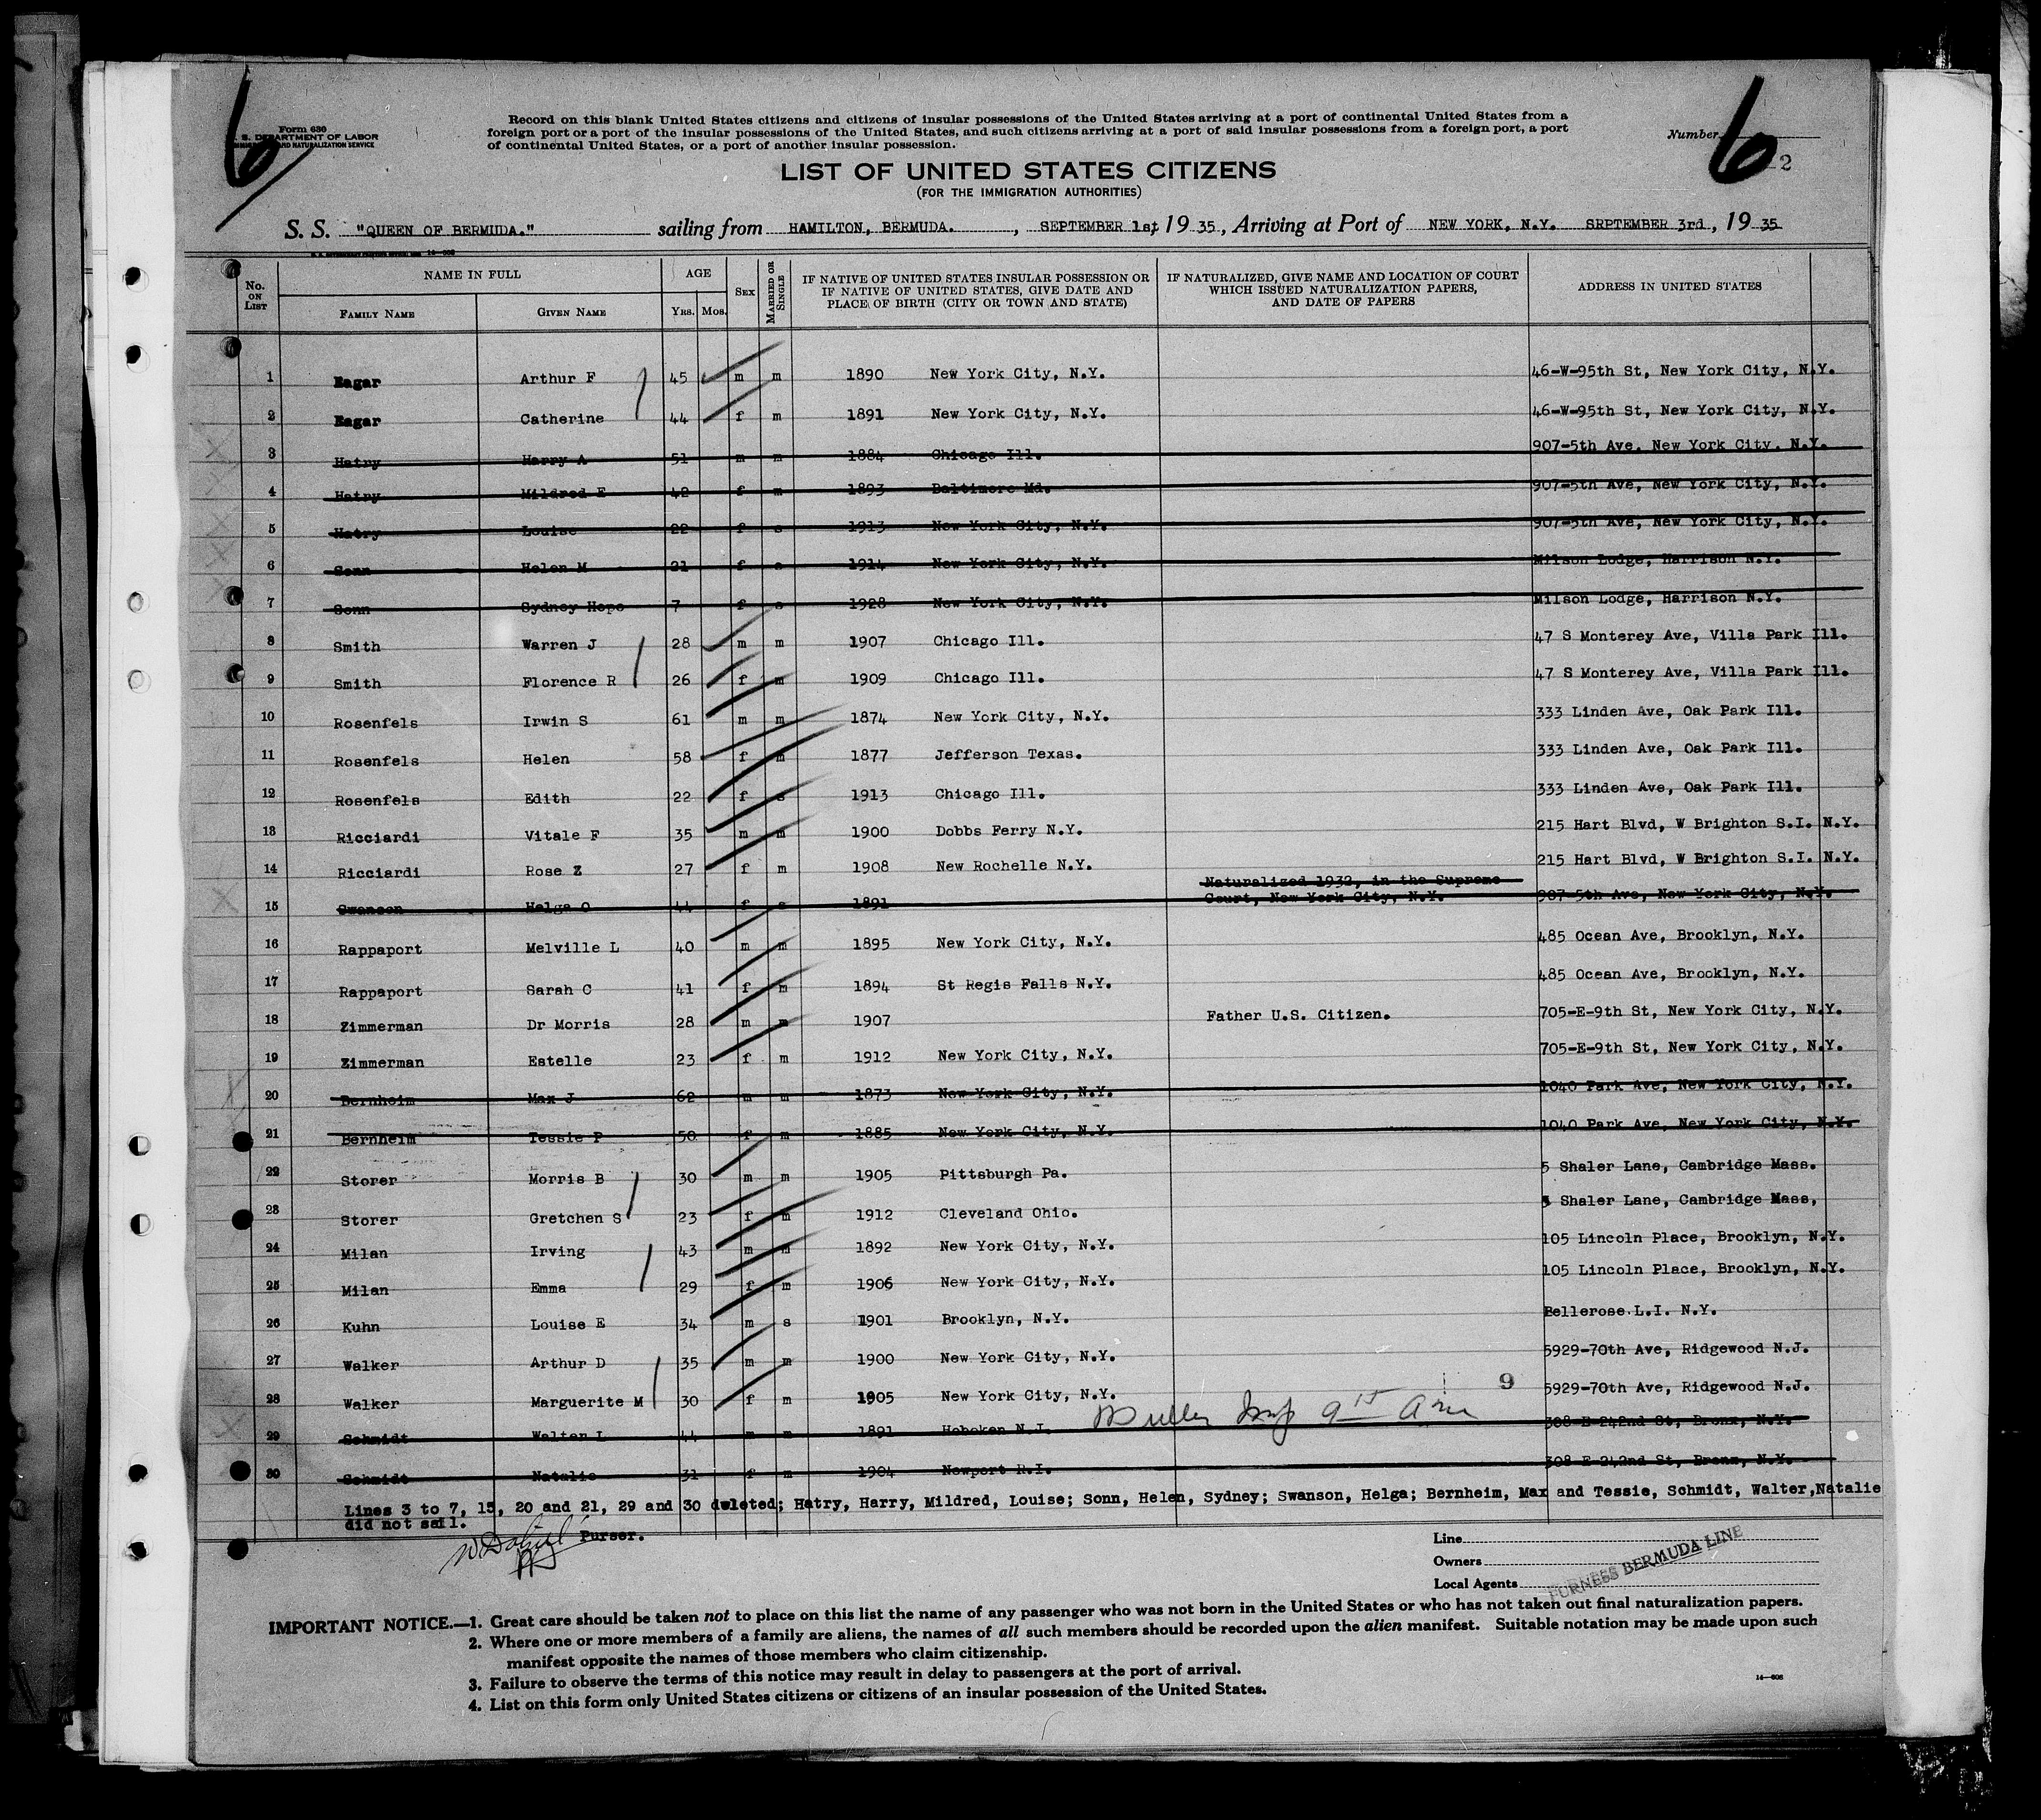 6
6
Form 630
U. S. DEPARTMENT OF LABOR
IMMIGRATION AND NATURALIZATION SERVICE
Record on this blank United States citizens and citizens of insular possessions of the United States arriving at a port of continental United States from a
foreign port or a port of the insular possessions of the United States, and such citizens arriving at a port of said insular possessions from a foreign port, a port
of continental United States, or a port of another insular possession.
Number
2
LIST OF UNITED STATES CITIZENS
(FOR THE IMMIGRATION AUTHORITIES)
S. S. "QUEEN OF BERMUDA." sailing from HAMILTON, BERMUDA. , SEPTEMBER 1st, 19 35, Arriving at Port of NEW YORK, N.Y. SRPTEMBER 3rd, 19 35
No. ON LIST NAME IN FULL AGE SEX MARRIED OR SINGLE IF NATIVE OF UNITED STATES INSULAR POSSESSION OR IF NATIVE OF UNITED STATES, GIVE DATE AND PLACE OF BIRTH (CITY OR TOWN AND STATE) IF NATURALIZED, GIVE NAME AND LOCATION OF COURT WHICH ISSUED NATURALIZATION PAPERS, AND DATE OF PAPERS ADDRESS IN UNITED STATES
FAMILY NAME GIVEN NAME YRS. MOS.
1 Eagar Arthur F 45 m m 1890 New York City, N.Y. 46-W-95th St, New York City, N.Y.
2 Eagar Catherine 44 f m 1891 New York City, N.Y. 46-W-95th St, New York City, N.Y.
3 Hatry Harry A 51 m m 1884 Chicago Ill. 907-5th Ave, New York City, N.Y.
4 Hatry Mildred E 42 f m 1893 Baltimore Md. 907-5th Ave, New York City, N.Y.
5 Hatry Louise 22 f s 1913 New York City, N.Y. 907-5th Ave, New York City, N.Y.
6 Sonn Helen M 21 f s 1914 New York City, N.Y. Milson Lodge, Harrison N.Y.
7 Sonn Sydney Hope 7 f s 1928 New York City, N.Y. Milson Lodge, Harrison N.Y.
8 Smith Warren J 28 m m 1907 Chicago Ill. 47 S Monterey Ave, Villa Park Ill.
9 Smith Florence R 26 f m 1909 Chicago Ill. 47 S Monterey Ave, Villa Park Ill.
10 Rosenfels Irwin S 61 m m 1874 New York City, N.Y. 333 Linden Ave, Oak Park Ill.
11 Rosenfels Helen 58 f m 1877 Jefferson Texas. 333 Linden Ave, Oak Park Ill.
12 Rosenfels Edith 22 f s 1913 Chicago Ill. 333 Linden Ave, Oak Park Ill.
13 Ricciardi Vitale F 35 m m 1900 Dobbs Ferry N.Y. 215 Hart Blvd, W Brighton S.I. N.Y.
14 Ricciardi Rose Z 27 f m 1908 New Rochelle N.Y. 215 Hart Blvd, W Brighton S.I. N.Y.
15 Swanson Helga O 44 f s 1891 Naturalized 1932, in the Supreme Court, New York City, N.Y. 907-5th Ave, New York City, N.Y.
16 Rappaport Melville L 40 m m 1895 New York City, N.Y. 485 Ocean Ave, Brooklyn, N.Y.
17 Rappaport Sarah C 41 f m 1894 St Regis Falls N.Y. 485 Ocean Ave, Brooklyn, N.Y.
18 Zimmerman Dr Morris 28 m m 1907 Father U.S. Citizen. 705-E-9th St, New York City, N.Y.
19 Zimmerman Estelle 23 f m 1912 New York City, N.Y. 705-E-9th St, New York City, N.Y.
20 Bernheim Max J 62 m m 1873 New York City, N.Y. 1040 Park Ave, New York City, N.Y.
21 Bernheim Tessie P 50 f m 1885 New York City, N.Y. 1040 Park Ave, New York City, N.Y.
22 Storer Morris B 30 m m 1905 Pittsburgh Pa. 5 Shaler Lane, Cambridge Mass.
23 Storer Gretchen S 23 f m 1912 Cleveland Ohio. 5 Shaler Lane, Cambridge Mass,
24 Milan Irving 43 m m 1892 New York City, N.Y. 105 Lincoln Place, Brooklyn, N.Y.
25 Milan Emma 29 f m 1906 New York City, N.Y. 105 Lincoln Place, Brooklyn, N.Y.
26 Kuhn Louise E 34 m s 1901 Brooklyn, N.Y. Bellerose L.I. N.Y.
27 Walker Arthur D 35 m m 1900 New York City, N.Y. 5929-70th Ave, Ridgewood N.J.
28 Walker Marguerite M 30 f m 1905 New York City, N.Y. 9 5929-70th Ave, Ridgewood N.J.
29 Schmidt Walter L 44 m m 1891 Hoboken N.J. 308-E-242nd St, Bronx, N.Y.
30 Schmidt Natalie 31 f m 1904 Newport R.I. 308 E 242nd St, Bronx, N.Y.
Lines 3 to 7, 15, 20 and 21, 29 and 30 deleted; Hatry, Harry, Mildred, Louise; Sonn, Helen, Sydney; Swanson, Helga; Bernheim, Max and Tessie, Schmidt, Walter,Natalie
did not sail.
Purser.
Line
Owners
Local Agents
FURNESS BERMUDA LINE
IMPORTANT NOTICE.—1. Great care should be taken not to place on this list the name of any passenger who was not born in the United States or who has not taken out final naturalization papers.
2. Where one or more members of a family are aliens, the names of all such members should be recorded upon the alien manifest. Suitable notation may be made upon such
manifest opposite the names of those members who claim citizenship.
3. Failure to observe the terms of this notice may result in delay to passengers at the port of arrival.
4. List on this form only United States citizens or citizens of an insular possession of the United States.
14—608